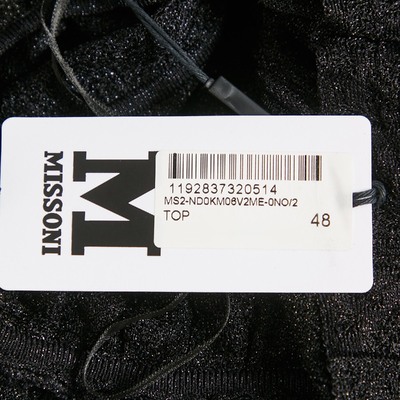 M
MISSONI
1192837320514
MS2-ND0KM06V2ME-0NO/2
TOP 48